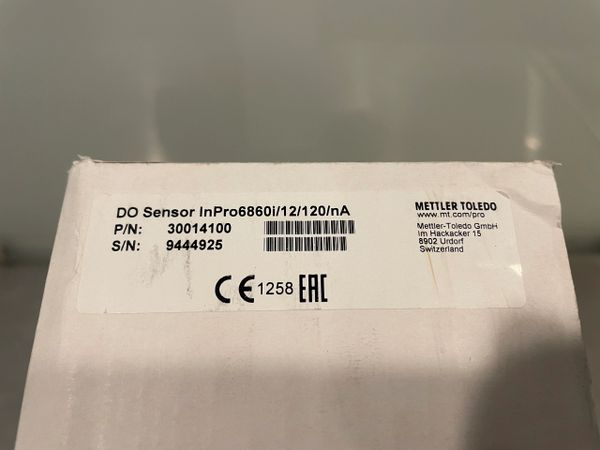 DO Sensor InPro6860i/12/120/nA
P/N: 30014100
S/N: 9444925
METTLER TOLEDO
www.mt.com/pro
Mettler-Toledo GmbH
Im Hackacker 15
8902 Urdorf
Switzerland
CE 1258 EAC